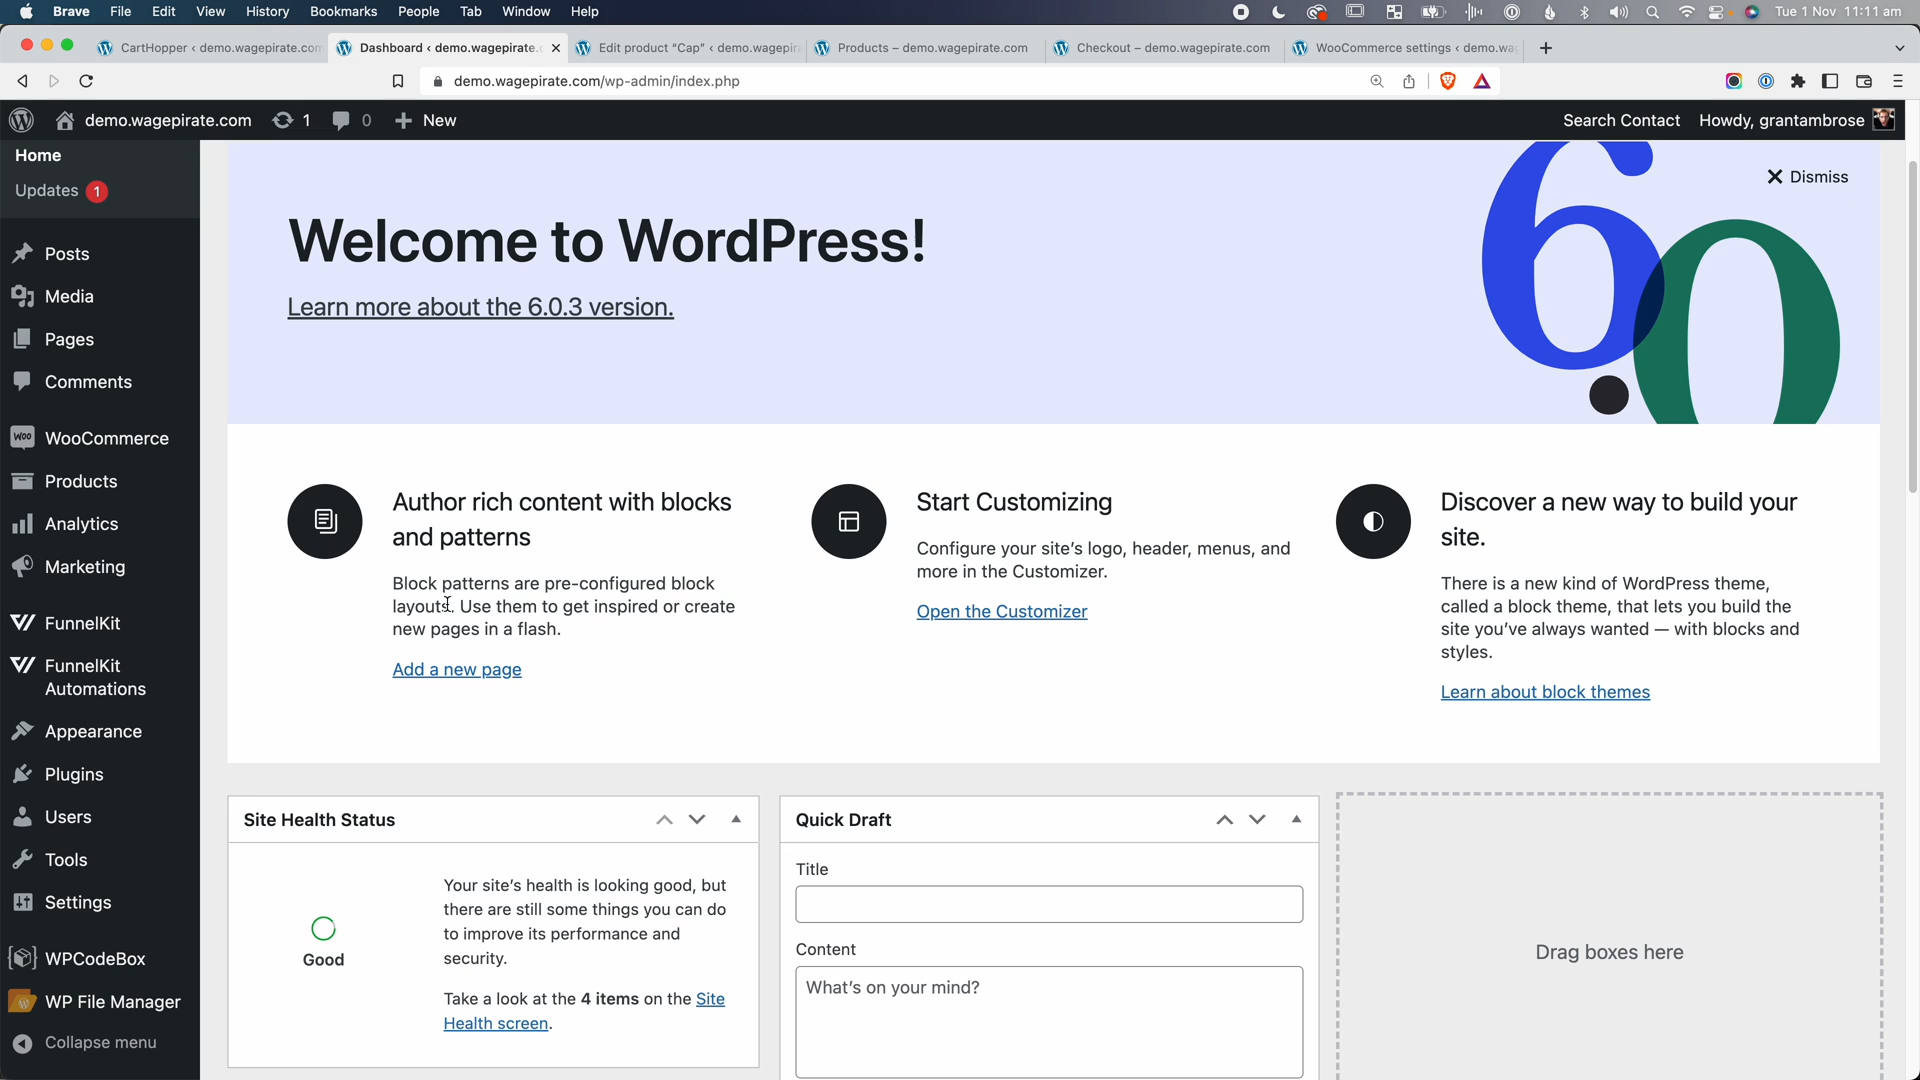 Brave File Edit View History Bookmarks People Tab Window Help Tue 1 Nov 11:11 am
CartHopper ‹ demo.wagepirate.com Dashboard ‹ demo.wagepirate. Edit product “Cap” ‹ demo.wagepir Products – demo.wagepirate.com Checkout – demo.wagepirate.com WooCommerce settings ‹ demo.wa
demo.wagepirate.com/wp-admin/index.php
demo.wagepirate.com 1 0 New Search Contact Howdy, grantambrose
Home
Updates 1
Posts
Media
Pages
Comments
WooCommerce
Products
Analytics
Marketing
FunnelKit
FunnelKit
Automations
Appearance
Plugins
Users
Tools
Settings
WPCodeBox
WP File Manager
Collapse menu
Dismiss
6.0
Welcome to WordPress!
Learn more about the 6.0.3 version.
Author rich content with blocks
and patterns
Block patterns are pre-configured block
layouts. Use them to get inspired or create
new pages in a flash.
Add a new page
Start Customizing
Configure your site’s logo, header, menus, and
more in the Customizer.
Open the Customizer
Discover a new way to build your
site.
There is a new kind of WordPress theme,
called a block theme, that lets you build the
site you’ve always wanted — with blocks and
styles.
Learn about block themes
Site Health Status
Good
Your site’s health is looking good, but
there are still some things you can do
to improve its performance and
security.
Take a look at the 4 items on the Site
Health screen.
Quick Draft
Title
Content
What’s on your mind?
Drag boxes here